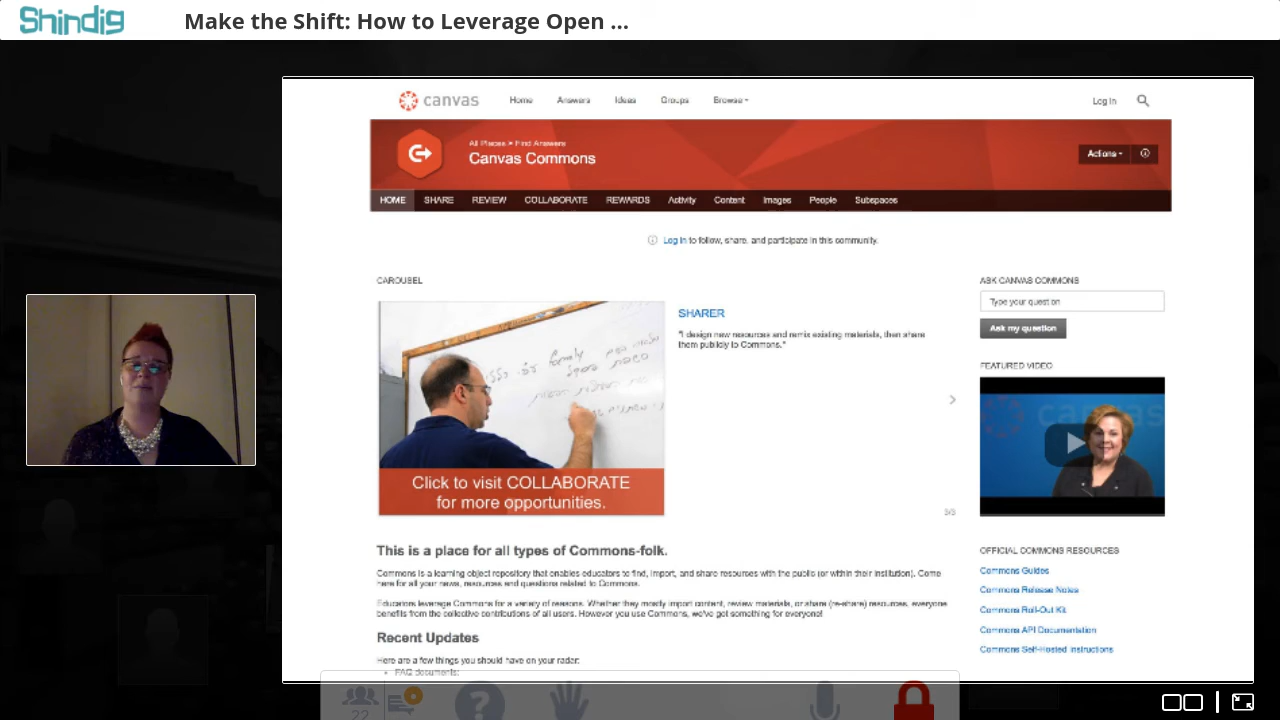 Shindig
Make the Shift: How to Leverage Open ...
canvas Home Answers Ideas Groups Browse Log in
All Places > Find Answers
Canvas Commons
Actions
HOME SHARE REVIEW COLLABORATE REWARDS Activity Content Images People Subspaces
Log in to follow, share, and participate in this community.
CAROUSEL
SHARER
"I design new resources and remix existing materials, then share
them publicly to Commons."
family
Click to visit COLLABORATE
for more opportunities.
3/3
ASK CANVAS COMMONS
Type your question
Ask my question
FEATURED VIDEO
canvas
This is a place for all types of Commons-folk.
Commons is a learning object repository that enables educators to find, import, and share resources with the public (or within their institution). Come
here for all your news, resources and questions related to Commons.
Educators leverage Commons for a variety of reasons. Whether they mostly import content, review materials, or share (re-share) resources, everyone
benefits from the collective contributions of all users. However you use Commons, we've got something for everyone!
Recent Updates
Here are a few things you should have on your radar:
• FAQ documents:
OFFICIAL COMMONS RESOURCES
Commons Guides
Commons Release Notes
Commons Roll-Out Kit
Commons API Documentation
Commons Self-Hosted Instructions
22